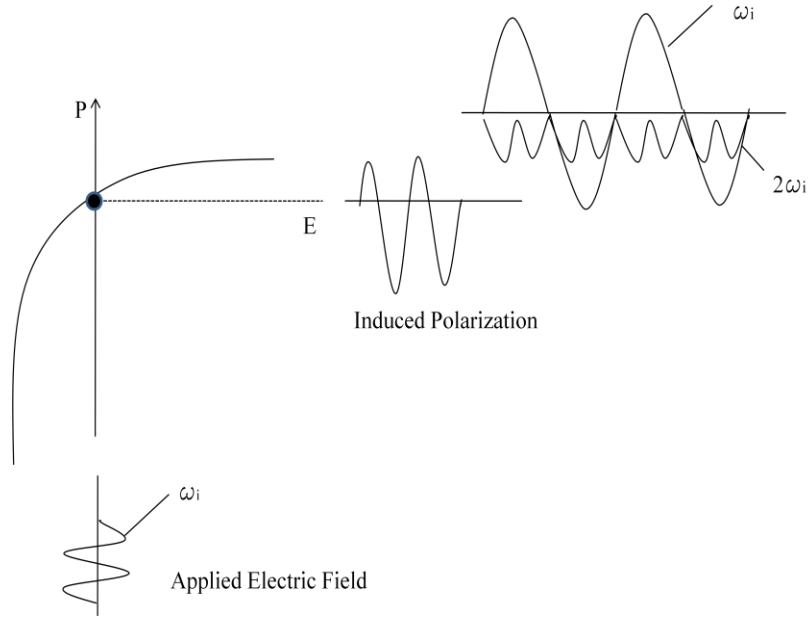 ωi
P
2ωi
E
Induced Polarization
ωi
Applied Electric Field